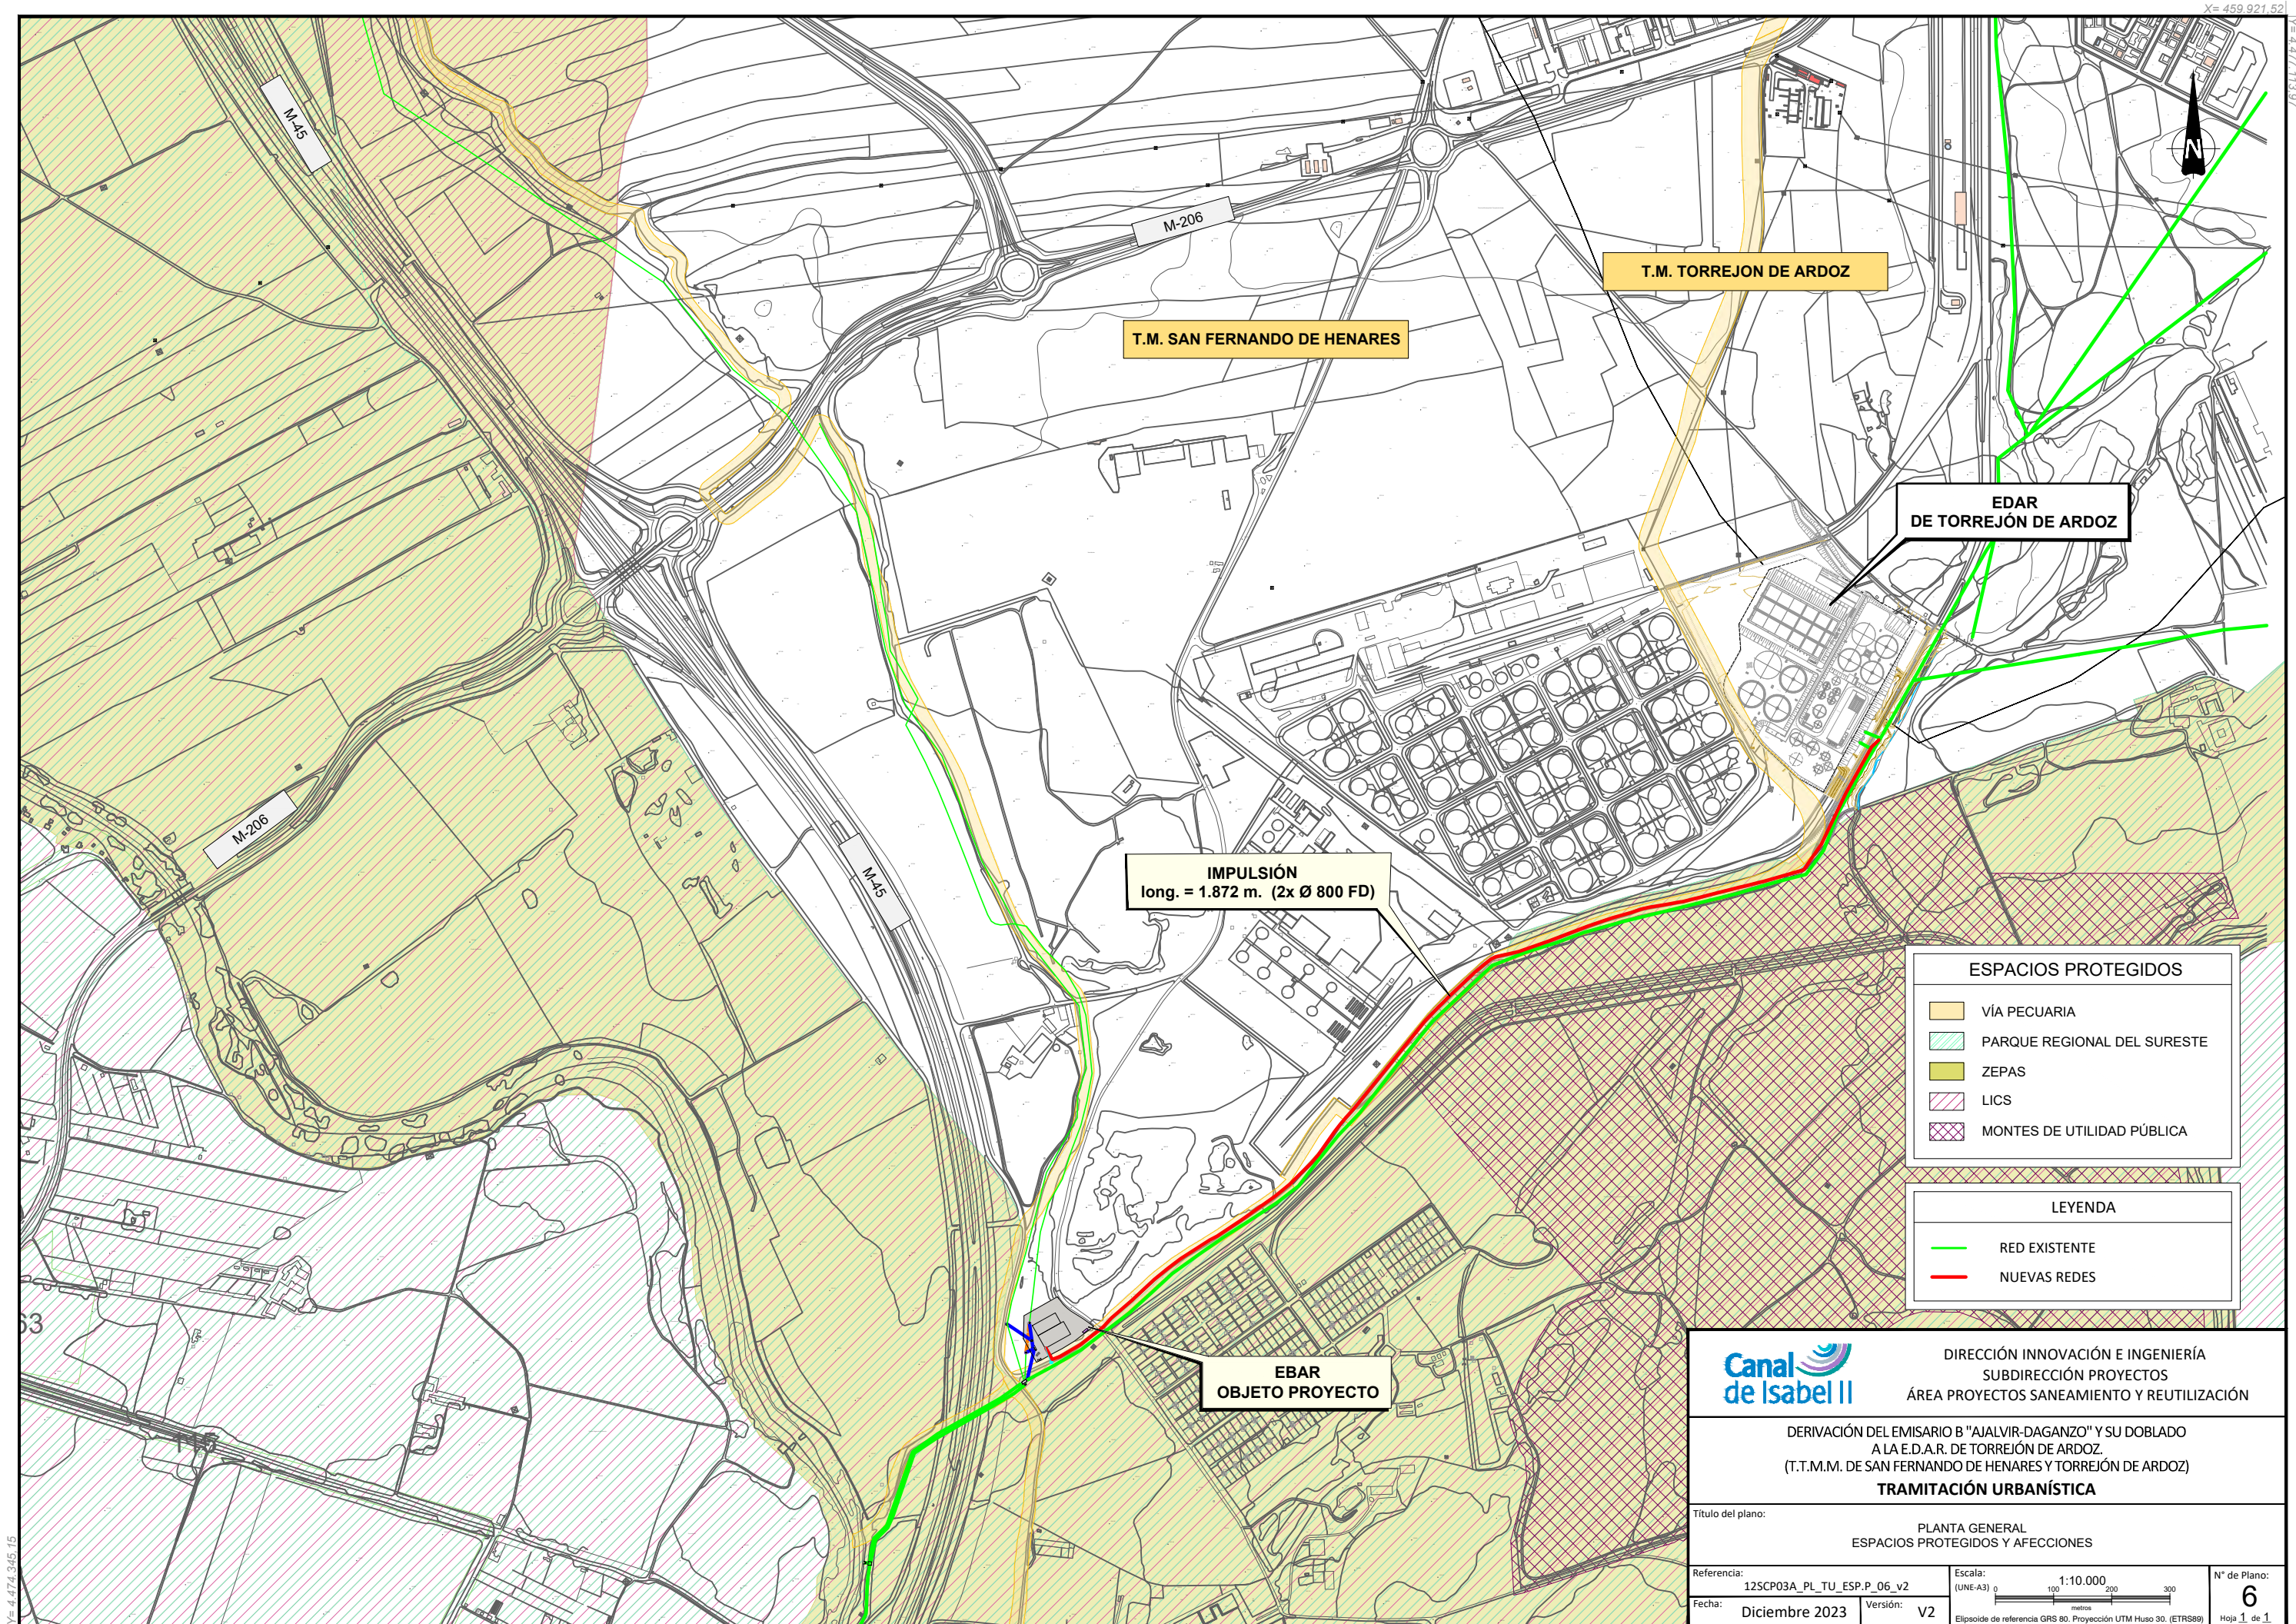 X= 459.921,52
M-45
M-206
T.M. TORREJON DE ARDOZ
T.M. SAN FERNANDO DE HENARES
N
EDAR
DE TORREJÓN DE ARDOZ
M-206
M-45
IMPULSIÓN
long. = 1.872 m. (2x Ø 800 FD)
ESPACIOS PROTEGIDOS
VÍA PECUARIA
PARQUE REGIONAL DEL SURESTE
ZEPAS
LICS
MONTES DE UTILIDAD PÚBLICA
LEYENDA
RED EXISTENTE
NUEVAS REDES
EBAR
OBJETO PROYECTO
Canal
de Isabel II
DIRECCIÓN INNOVACIÓN E INGENIERÍA
SUBDIRECCIÓN PROYECTOS
ÁREA PROYECTOS SANEAMIENTO Y REUTILIZACIÓN
DERIVACIÓN DEL EMISARIO B "AJALVIR-DAGANZO" Y SU DOBLADO
A LA E.D.A.R. DE TORREJÓN DE ARDOZ.
(T.T.M.M. DE SAN FERNANDO DE HENARES Y TORREJÓN DE ARDOZ)
TRAMITACIÓN URBANÍSTICA
Título del plano:
PLANTA GENERAL
ESPACIOS PROTEGIDOS Y AFECCIONES
Referencia:
12SCP03A_PL_TU_ESP.P_06_v2
Fecha:
Diciembre 2023
Versión:
V2
Escala:
(UNE-A3)
1:10.000
0 100 200 300
metros
Elipsoide de referencia GRS 80. Proyección UTM Huso 30. (ETRS89)
N° de Plano:
6
Hoja 1 de 1
Y= 4.474.345,15